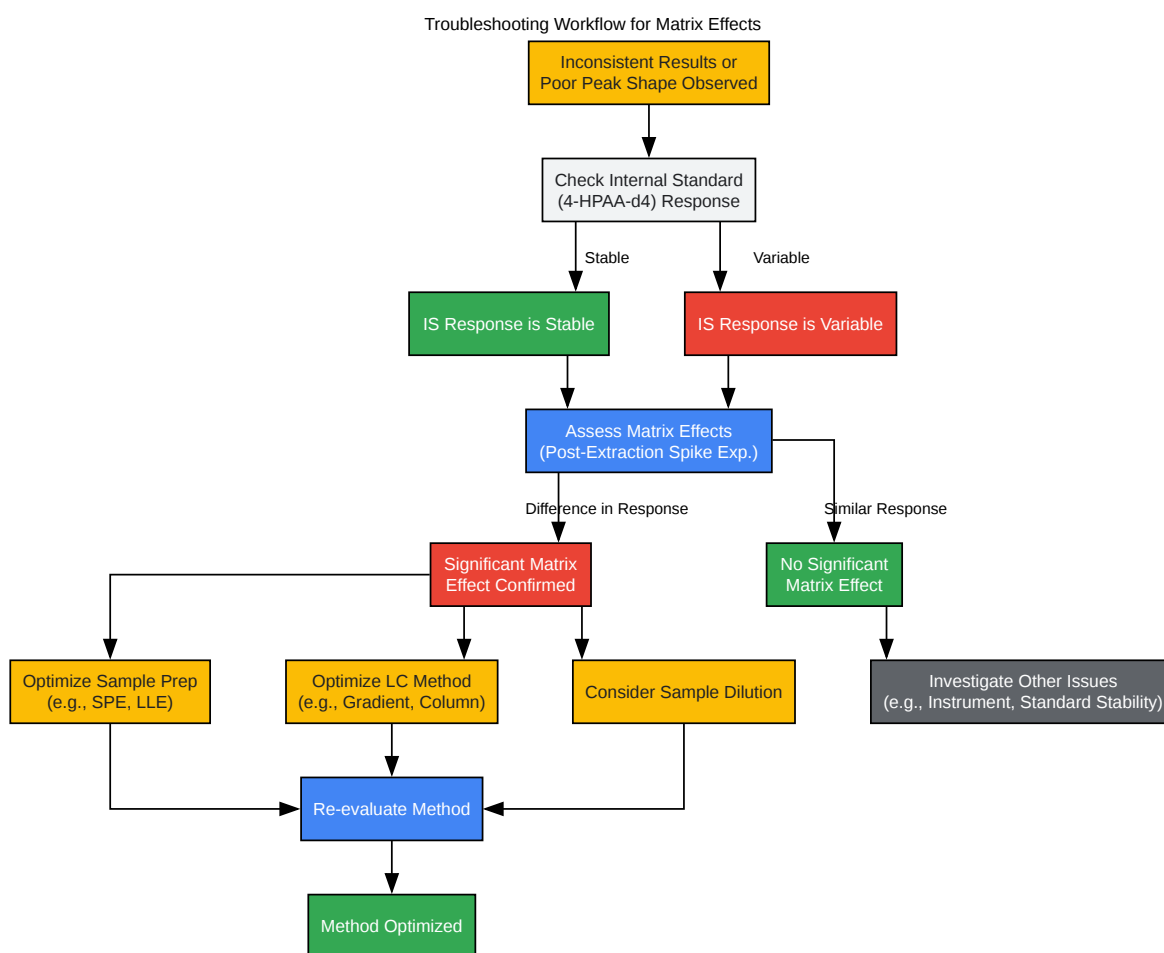 Troubleshooting Workflow for Matrix Effects
Inconsistent Results or
Poor Peak Shape Observed
Check Internal Standard
(4-HPAA-d4) Response
Stable
Variable
IS Response is Stable
IS Response is Variable
Assess Matrix Effects
(Post-Extraction Spike Exp.)
Difference in Response
Similar Response
Significant Matrix
Effect Confirmed
No Significant
Matrix Effect
Optimize Sample Prep
(e.g., SPE, LLE)
Optimize LC Method
(e.g., Gradient, Column)
Consider Sample Dilution
Investigate Other Issues
(e.g., Instrument, Standard Stability)
Re-evaluate Method
Method Optimized